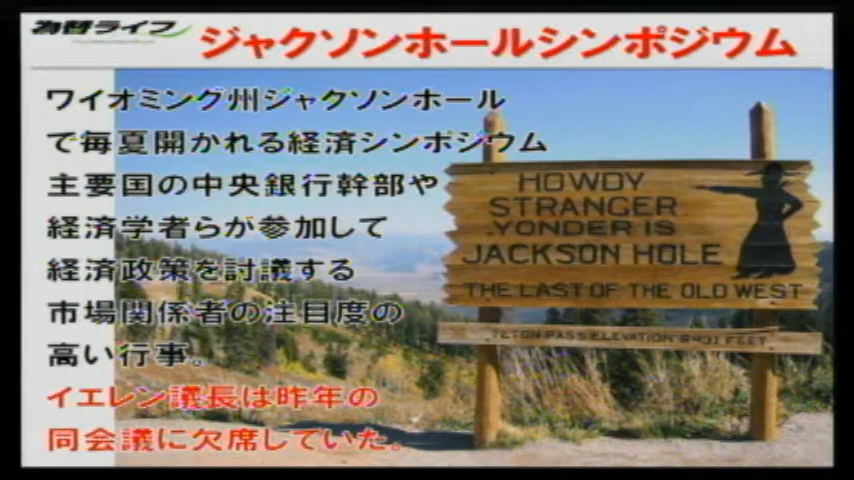 為替ライフ
ジャクソンホールシンポジウム
ワイオミング州ジャクソンホール
で毎夏開かれる経済シンポジウム
主要国の中央銀行幹部や
経済学者らが参加して
経済政策を討議する
市場関係者の注目度の
高い行事。
イエレン議長は昨年の
同会議に欠席していた。
HOWDY
STRANGER
YONDER IS
JACKSON HOLE
THE LAST OF THE OLD WEST
TETON PASS ELEVATION 8431 FEET